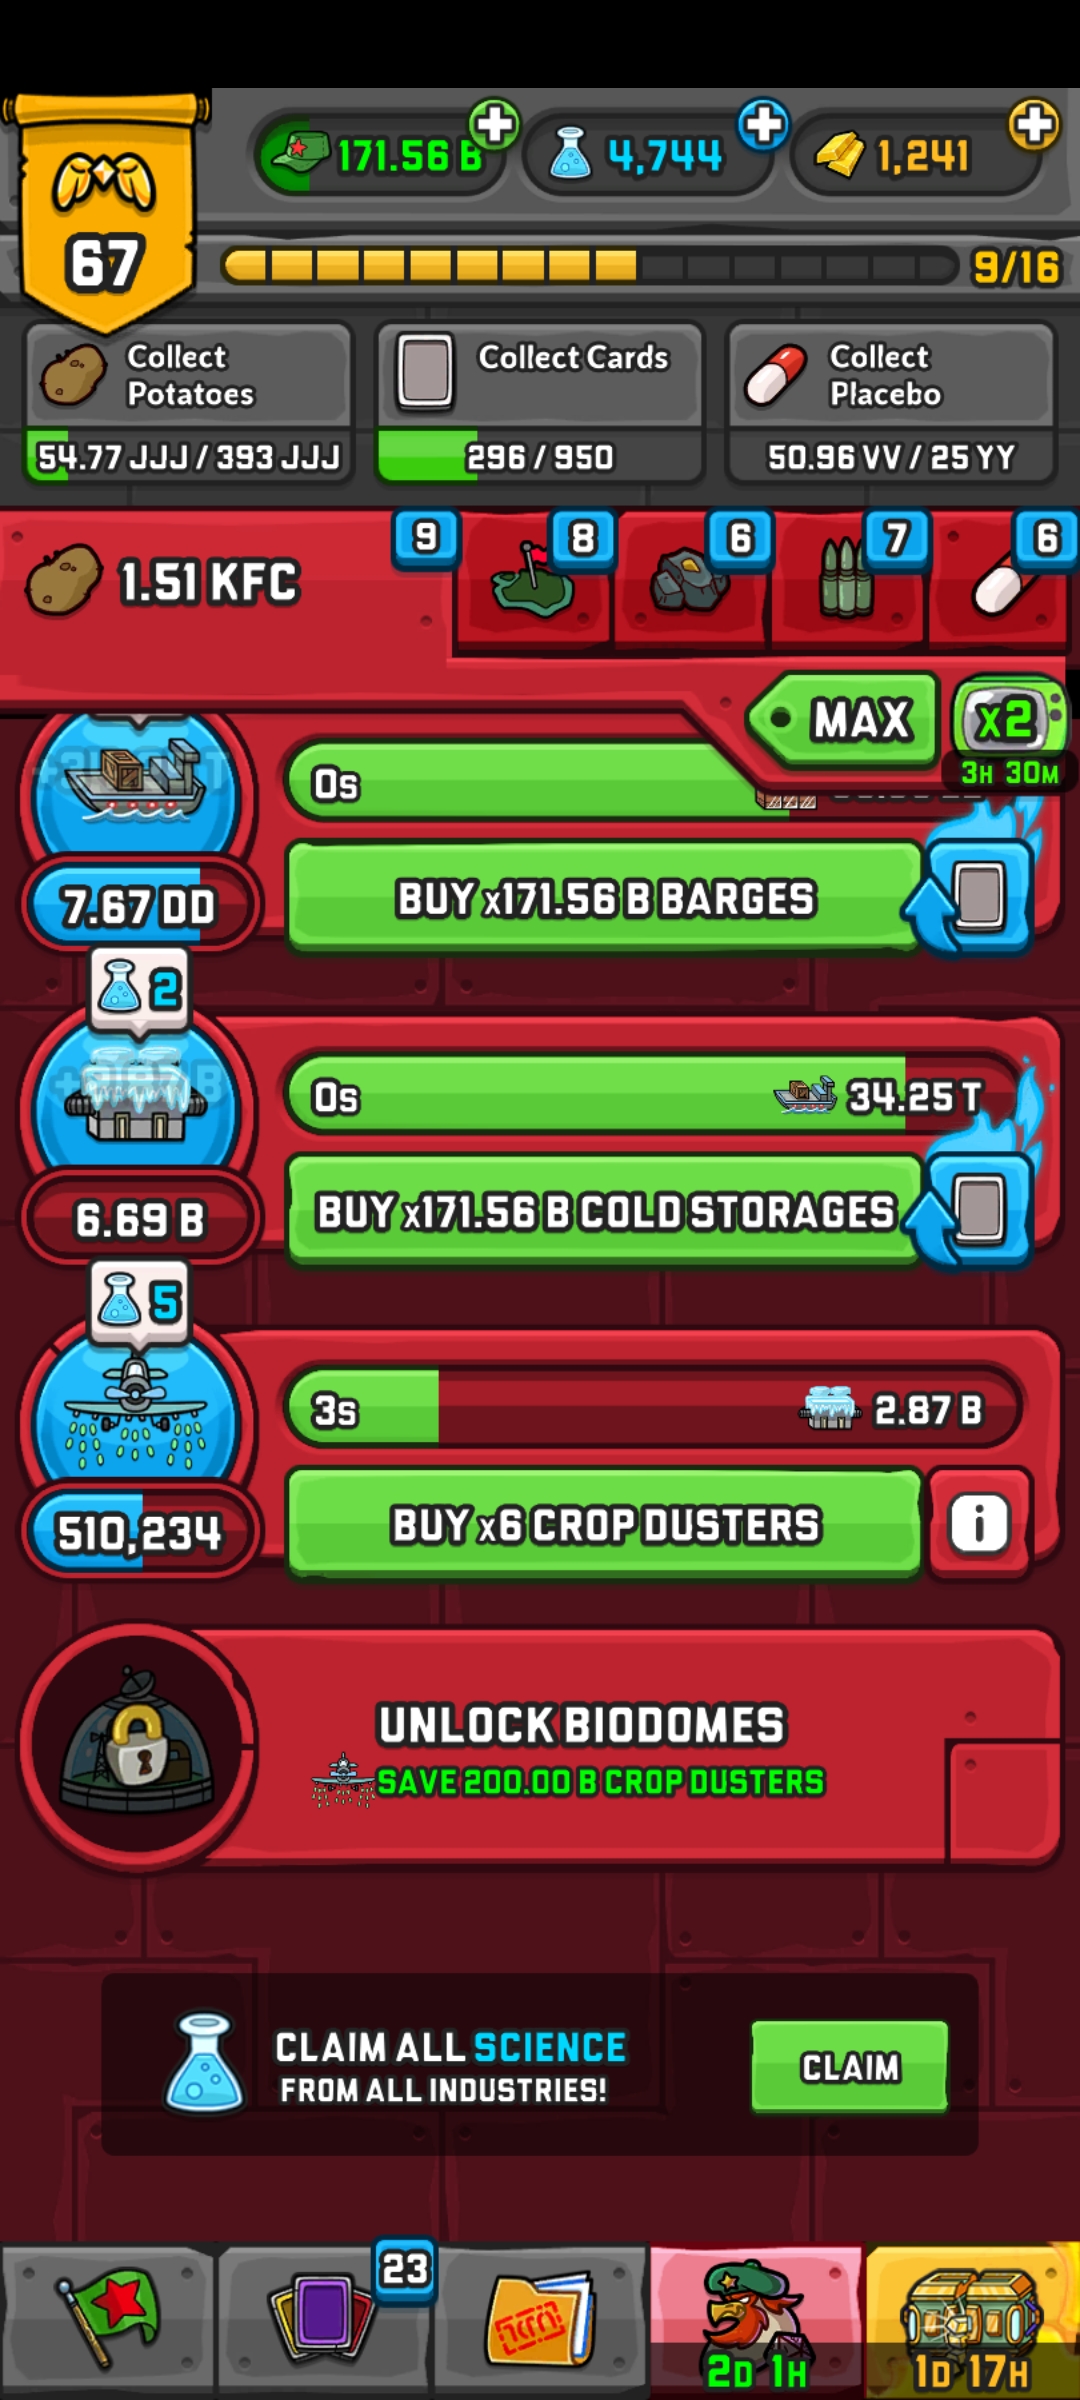 171.56 B
4,744
1,241
67
9/16
Collect
Potatoes
54.77 JJJ / 393 JJJ
Collect Cards
296 / 950
Collect
Placebo
50.96 VV / 25 YY
1.51 KFC
9
8
6
7
6
MAX
x2
3H 30M
0s
7.67 DD
BUY x171.56 B BARGES
2
0s
34.25 T
6.69 B
BUY x171.56 B COLD STORAGES
5
3s
2.87 B
510,234
BUY x6 CROP DUSTERS
i
UNLOCK BIODOMES
SAVE 200.00 B CROP DUSTERS
CLAIM ALL SCIENCE
FROM ALL INDUSTRIES!
CLAIM
23
2D 1H
1D 17H